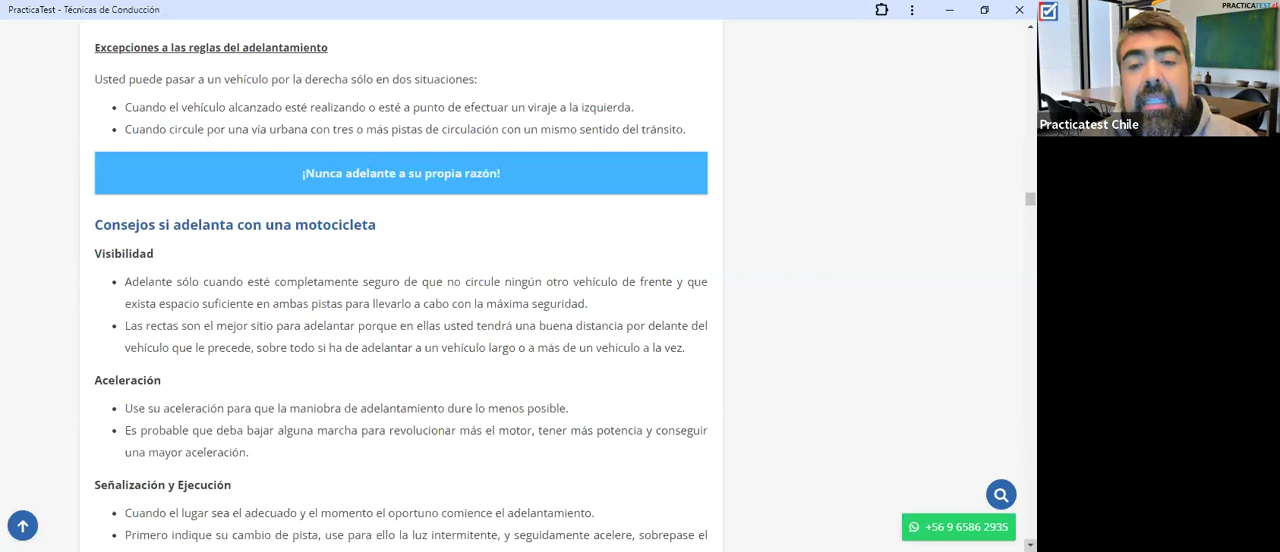 PracticaTest - Técnicas de Conducción
PRACTICATEST
Practicatest Chile
Excepciones a las reglas del adelantamiento
Usted puede pasar a un vehículo por la derecha sólo en dos situaciones:
• Cuando el vehículo alcanzado esté realizando o esté a punto de efectuar un viraje a la izquierda.
• Cuando circule por una vía urbana con tres o más pistas de circulación con un mismo sentido del tránsito.
¡Nunca adelante a su propia razón!
Consejos si adelanta con una motocicleta
Visibilidad
• Adelante sólo cuando esté completamente seguro de que no circule ningún otro vehículo de frente y que
exista espacio suficiente en ambas pistas para llevarlo a cabo con la máxima seguridad.
• Las rectas son el mejor sitio para adelantar porque en ellas usted tendrá una buena distancia por delante del
vehículo que le precede, sobre todo si ha de adelantar a un vehículo largo o a más de un vehículo a la vez.
Aceleración
• Use su aceleración para que la maniobra de adelantamiento dure lo menos posible.
• Es probable que deba bajar alguna marcha para revolucionar más el motor, tener más potencia y conseguir
una mayor aceleración.
Señalización y Ejecución
• Cuando el lugar sea el adecuado y el momento el oportuno comience el adelantamiento.
• Primero indique su cambio de pista, use para ello la luz intermitente, y seguidamente acelere, sobrepase el
+56 9 6586 2935